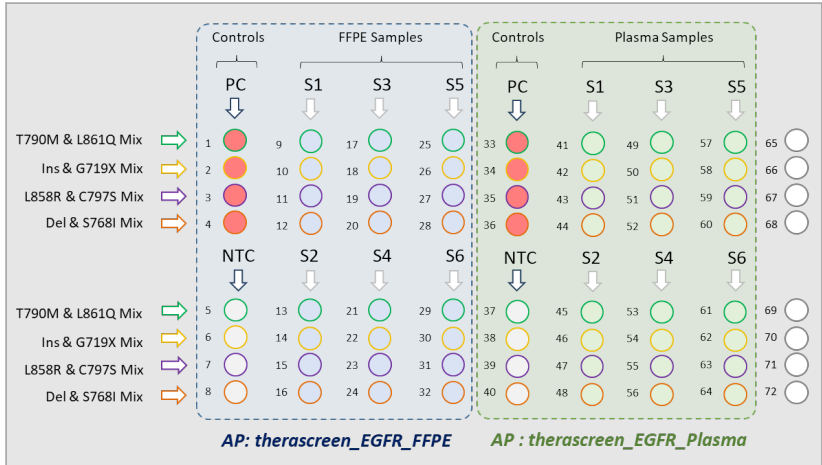 Controls FFPE Samples Controls Plasma Samples
PC S1 S3 S5 PC S1 S3 S5
T790M & L861Q Mix 1 9 17 25 33 41 49 57 65
Ins & G719X Mix 2 10 18 26 34 42 50 58 66
L858R & C797S Mix 3 11 19 27 35 43 51 59 67
Del & S768I Mix 4 12 20 28 36 44 52 60 68
NTC S2 S4 S6 NTC S2 S4 S6
T790M & L861Q Mix 5 13 21 29 37 45 53 61 69
Ins & G719X Mix 6 14 22 30 38 46 54 62 70
L858R & C797S Mix 7 15 23 31 39 47 55 63 71
Del & S768I Mix 8 16 24 32 40 48 56 64 72
AP: therascreen_EGFR_FFPE AP : therascreen_EGFR_Plasma